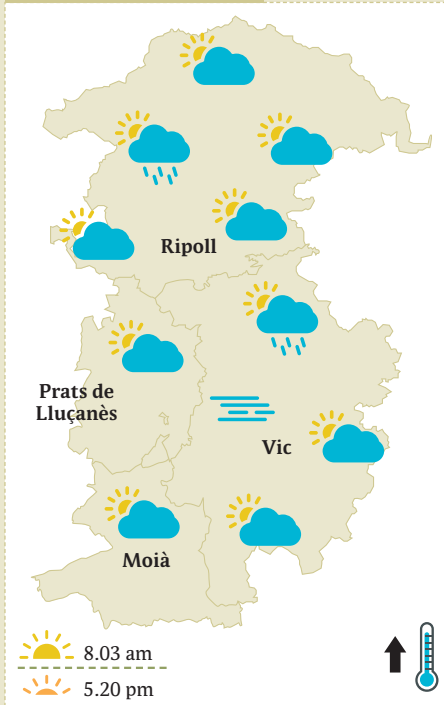 Ripoll
Prats de
Lluçanès
Vic
Moià
8.03 am
5.20 pm